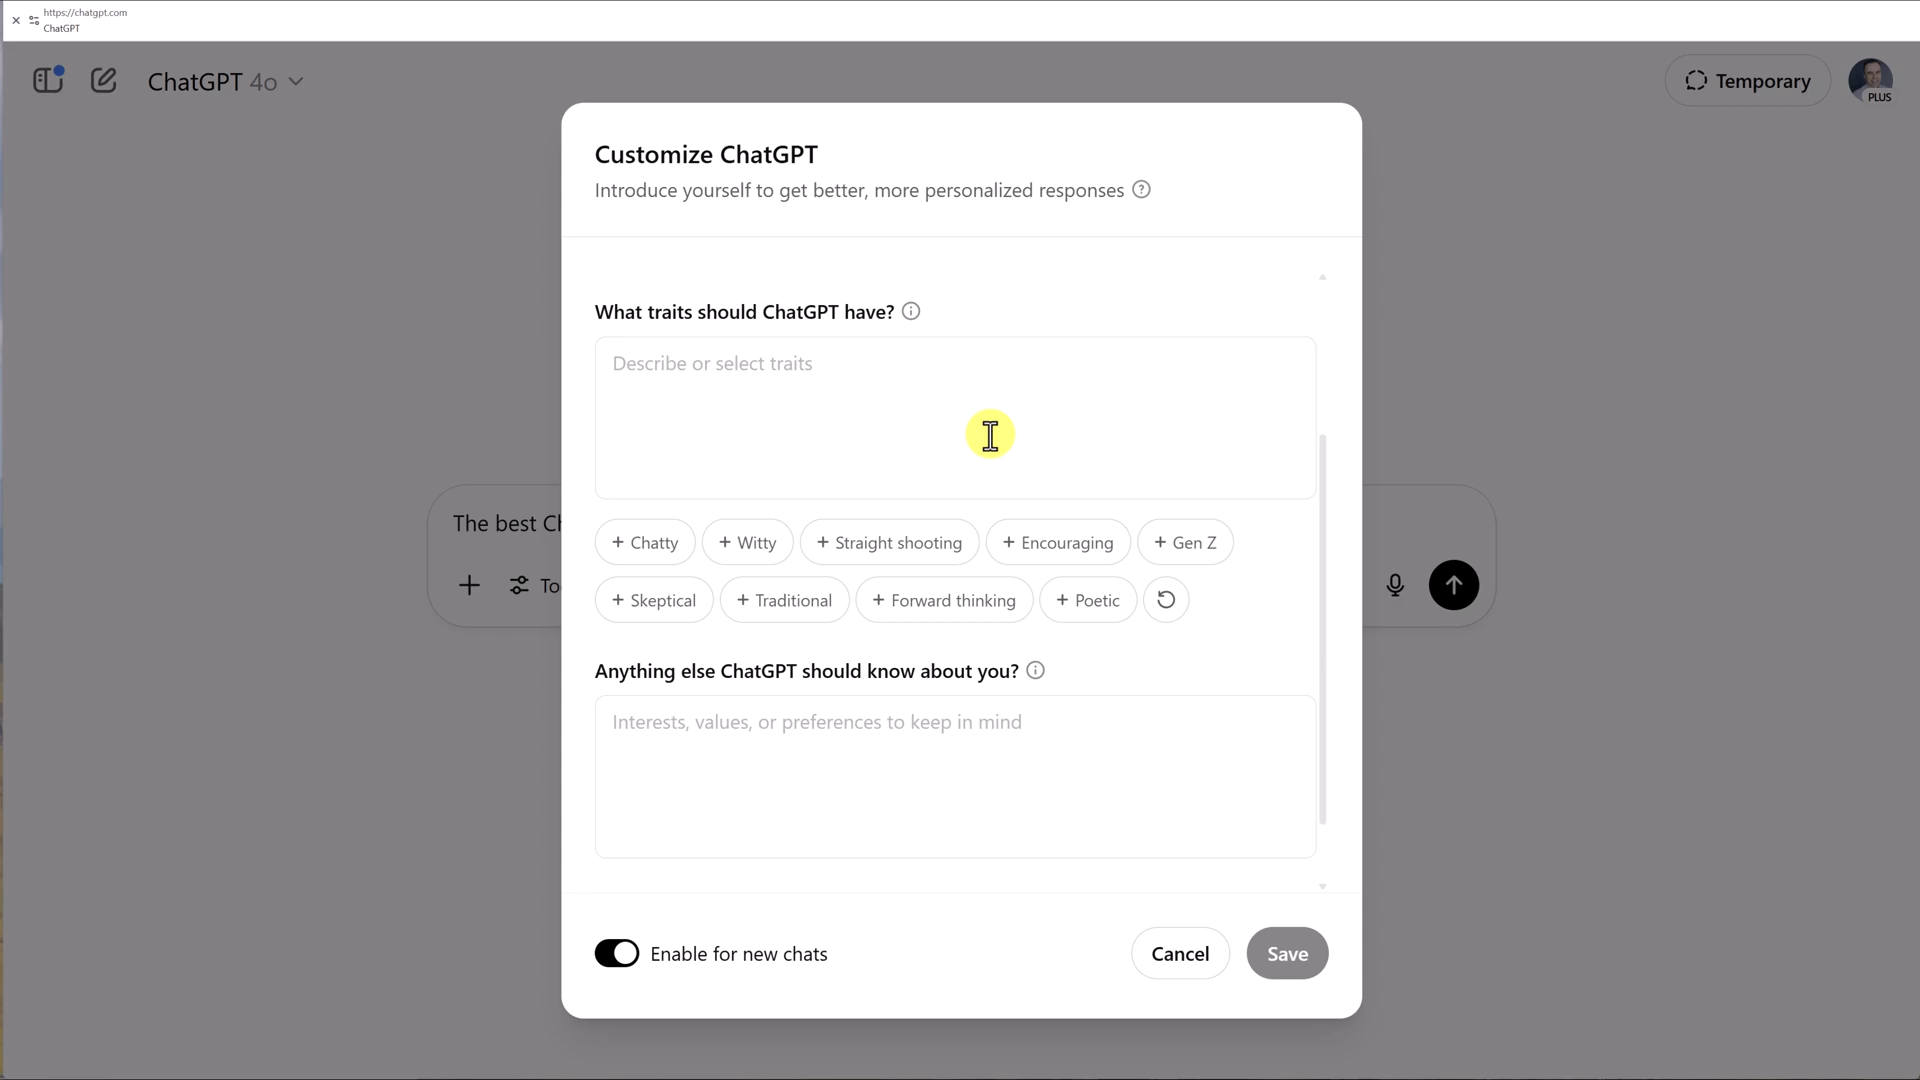 https://chatgpt.com
ChatGPT
ChatGPT 4o
Temporary
PLUS
Customize ChatGPT
Introduce yourself to get better, more personalized responses
What traits should ChatGPT have?
Describe or select traits
+ Chatty + Witty + Straight shooting + Encouraging + Gen Z
+ Skeptical + Traditional + Forward thinking + Poetic
The best Ch
To
Anything else ChatGPT should know about you?
Interests, values, or preferences to keep in mind
Enable for new chats
Cancel Save